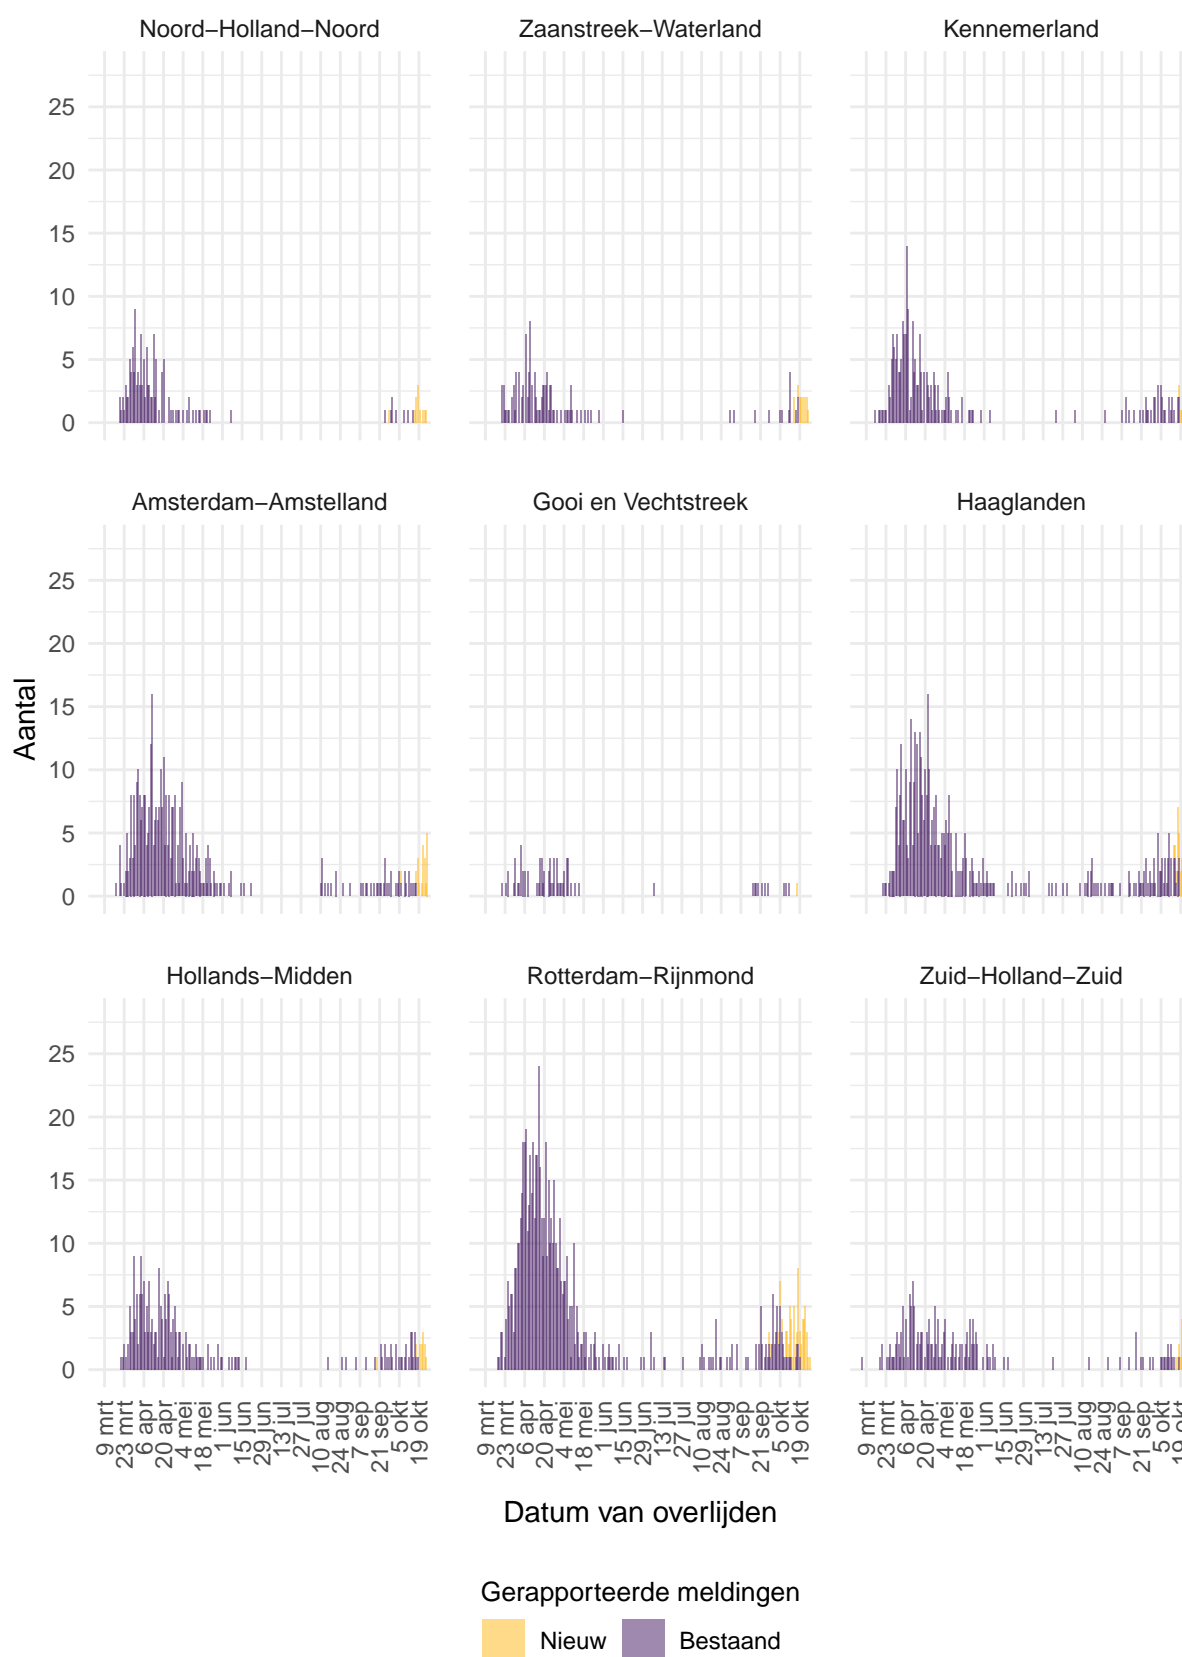 Noord−Holland−Noord Zaanstreek−Waterland Kennemerland
25
20
15
10
5
0
Amsterdam−Amstelland Gooi en Vechtstreek Haaglanden
25
20
15
10
5
0
Aantal
Hollands−Midden Rotterdam−Rijnmond Zuid−Holland−Zuid
25
20
15
10
5
0
9 mrt 23 mrt 6 apr 20 apr 4 mei 18 mei 1 jun 15 jun 29 jun 13 jul 27 jul 10 aug 24 aug 7 sep 21 sep 5 okt 19 okt
9 mrt 23 mrt 6 apr 20 apr 4 mei 18 mei 1 jun 15 jun 29 jun 13 jul 27 jul 10 aug 24 aug 7 sep 21 sep 5 okt 19 okt
9 mrt 23 mrt 6 apr 20 apr 4 mei 18 mei 1 jun 15 jun 29 jun 13 jul 27 jul 10 aug 24 aug 7 sep 21 sep 5 okt 19 okt
Datum van overlijden
Gerapporteerde meldingen
Nieuw Bestaand